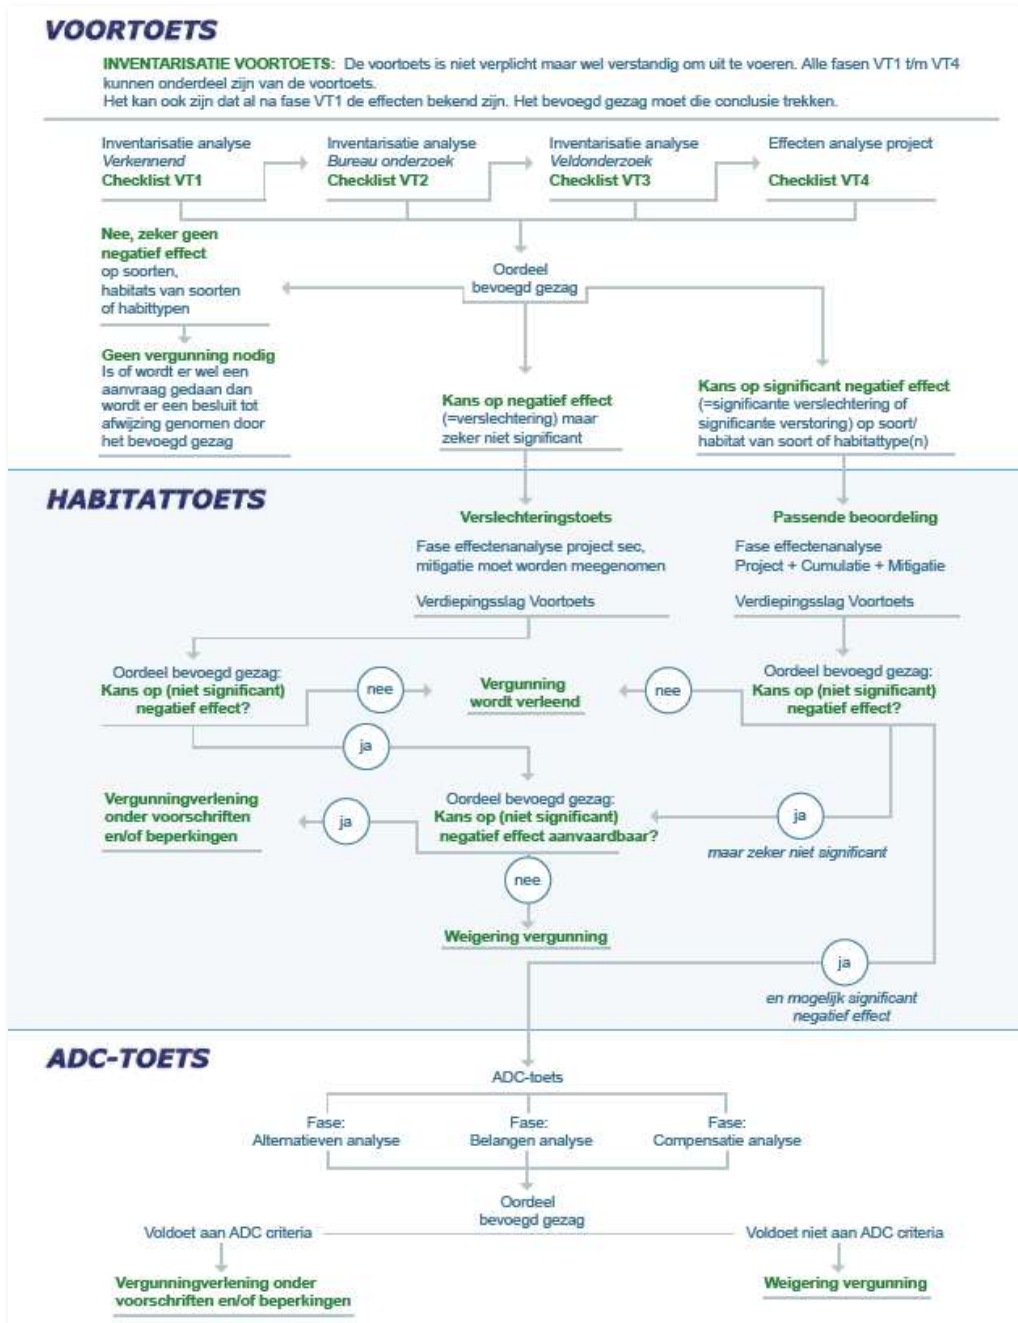 VOORTOETS
INVENTARISATIE VOORTOETS: De voortoets is niet verplicht maar wel verstandig om uit te voeren. Alle fasen VT1 t/m VT4
kunnen onderdeel zijn van de voortoets.
Het kan ook zijn dat al na fase VT1 de effecten bekend zijn. Het bevoegd gezag moet die conclusie trekken.
Inventarisatie analyse
Verkennend
Checklist VT1
Inventarisatie analyse
Bureau onderzoek
Checklist VT2
Inventarisatie analyse
Veldonderzoek
Checklist VT3
Effecten analyse project
Checklist VT4
Nee, zeker geen
negatief effect
op soorten,
habitats van soorten
of habittypen
Oordeel
bevoegd gezag
Geen vergunning nodig
Is of wordt er wel een
aanvraag gedaan dan
wordt er een besluit tot
afwijzing genomen door
het bevoegd gezag
Kans op negatief effect
(=verslechtering) maar
zeker niet significant
Kans op significant negatief effect
(=significante verslechtering of
significante verstoring) op soort/
habitat van soort of habitattype(n)
HABITATTOETS
Verslechteringstoets
Fase effectenanalyse project sec,
mitigatie moet worden meegenomen
Verdiepingsslag Voortoets
Passende beoordeling
Fase effectenanalyse
Project + Cumulatie + Mitigatie
Verdiepingsslag Voortoets
Oordeel bevoegd gezag:
Kans op (niet significant)
negatief effect?
nee
Vergunning
wordt verleend
nee
Oordeel bevoegd gezag:
Kans op (niet significant)
negatief effect?
ja
Vergunningverlening
onder voorschriften
en/of beperkingen
ja
Oordeel bevoegd gezag:
Kans op (niet significant)
negatief effect aanvaardbaar?
ja
maar zeker niet significant
nee
Weigering vergunning
ja
en mogelijk significant
negatief effect
ADC-TOETS
ADC-toets
Fase:
Alternatieven analyse
Fase:
Belangen analyse
Fase:
Compensatie analyse
Oordeel
bevoegd gezag
Voldoet aan ADC criteria
Voldoet niet aan ADC criteria
Vergunningverlening onder
voorschriften en/of beperkingen
Weigering vergunning